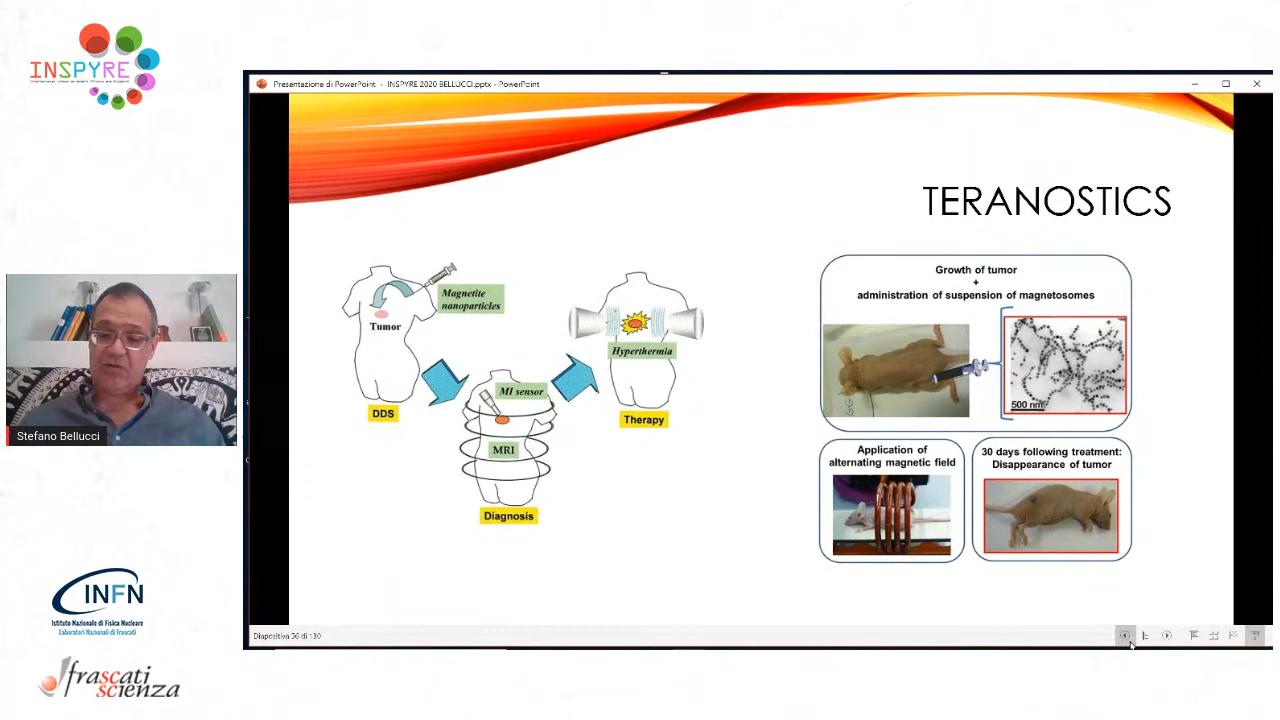 INSPYRE
Presentazione di PowerPoint - INSPYRE 2020 BELLUCCI.pptx - PowerPoint
TERANOSTICS
Magnetite
nanoparticles
Tumor
DDS
MI sensor
MRI
Diagnosis
Hyperthermia
Therapy
Growth of tumor
+
administration of suspension of magnetosomes
500 nm
Application of
alternating magnetic field
30 days following treatment:
Disappearance of tumor
Stefano Bellucci
INFN
Istituto Nazionale di Fisica Nucleare
Laboratori Nazionali di Frascati
frascati
scienza
Diapositiva 56 di 130